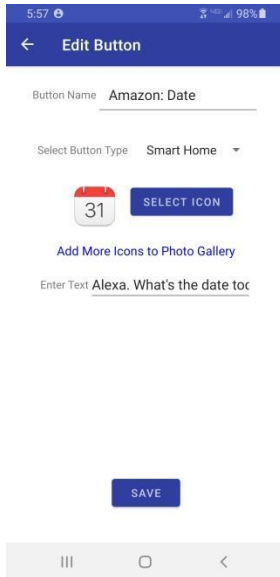 5:57 98%
Edit Button
Button Name Amazon: Date
Select Button Type Smart Home
31 SELECT ICON
Add More Icons to Photo Gallery
Enter Text Alexa. What's the date too
SAVE